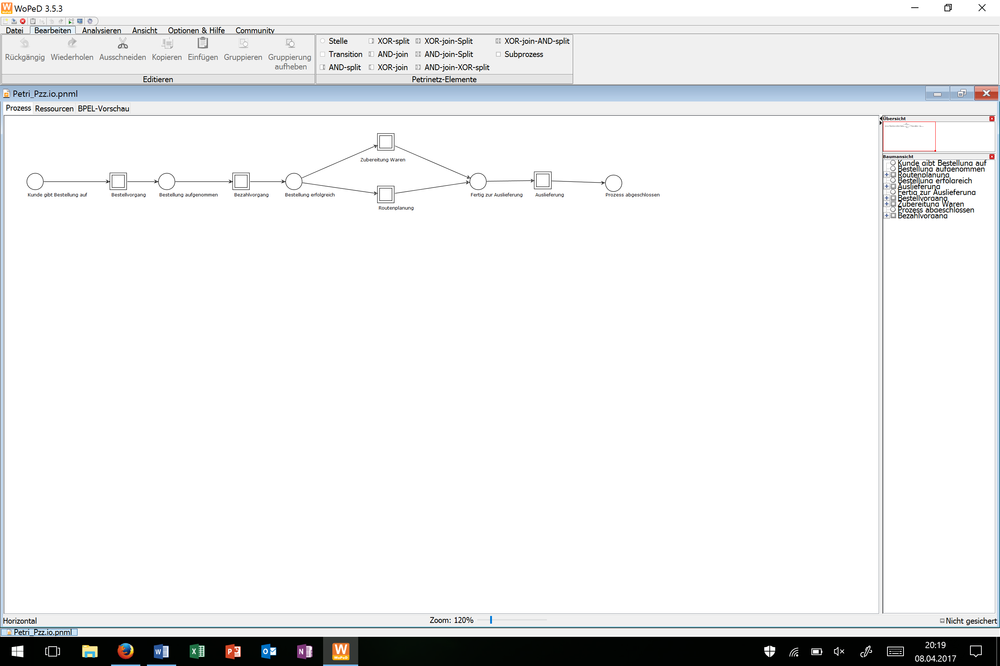 WoPeD 3.5.3
Datei Bearbeiten Analysieren Ansicht Optionen & Hilfe Community
Rückgängig Wiederholen Ausschneiden Kopieren Einfügen Gruppieren Gruppierung aufheben
Editieren
Stelle XOR-split XOR-join-Split XOR-join-AND-split
Transition AND-join AND-join-Split Subprozess
AND-split XOR-join AND-join-XOR-split
Petrinetz-Elemente
Petri_Pzz.io.pnml
Prozess Ressourcen BPEL-Vorschau
Zubereitung Waren
Kunde gibt Bestellung auf Bestellvorgang Bestellung aufgenommen Bezahlvorgang Bestellung erfolgreich Fertig zur Auslieferung Auslieferung Prozess abgeschlossen
Routenplanung
Übersicht
Baumansicht
Kunde gibt Bestellung auf
Bestellung aufgenommen
Routenplanung
Bestellung erfolgreich
Auslieferung
Fertig zur Auslieferung
Bestellvorgang
Zubereitung Waren
Prozess abgeschlossen
Bezahlvorgang
Horizontal Zoom: 120% Nicht gesichert
Petri_Pzz.io.pnml
W WoPeD
20:19
08.04.2017